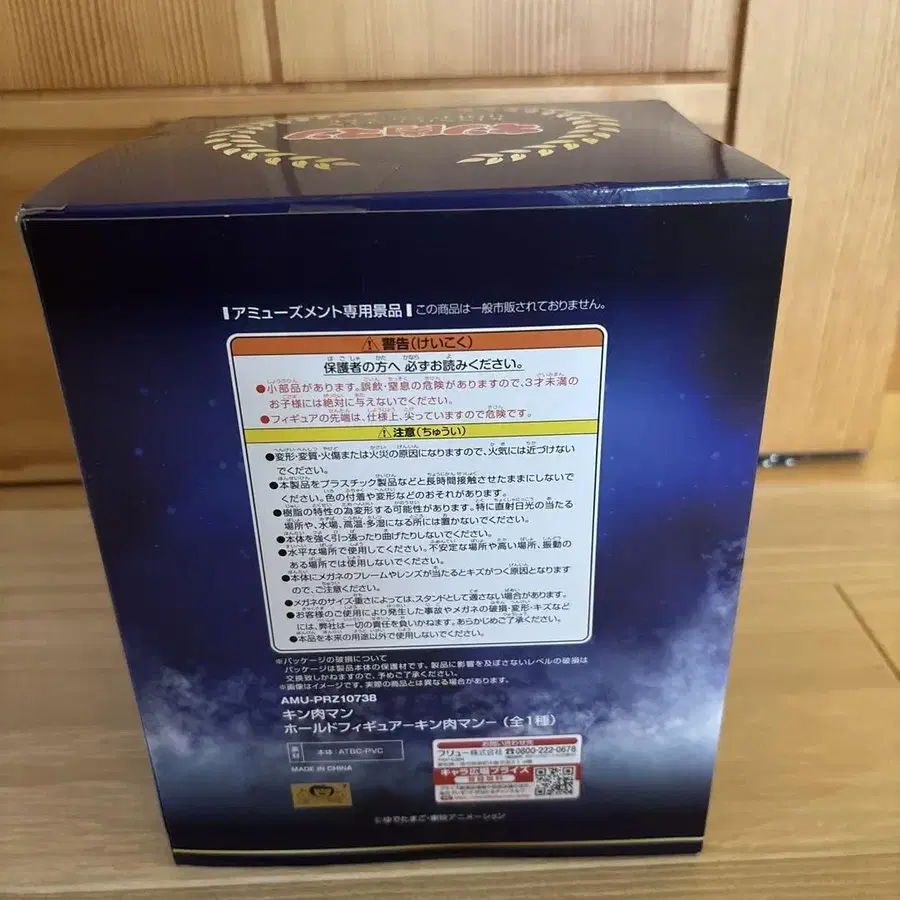 キン肉マン
アミューズメント専用景品 この商品は一般市販されておりません。
⚠警告(けいこく)
保護者の方へ 必ずお読みください。
●小部品があります。誤飲・窒息の危険がありますので、3才未満の
お子様には絶対に与えないでください。
●フィギュアの先端は、仕様上、尖っていますので危険です。
⚠注意(ちゅうい)
●変形・変質・火傷または火災の原因になりますので、火気には近づけない
でください。
●本製品をプラスチック製品などと長時間接触させたままにしないで
ください。色の付着や変形などのおそれがあります。
●樹脂の特性の為変形する可能性があります。特に直射日光の当たる
場所や、水場、高温・多湿になる所には置かないでください。
●本体を強く引っ張ったり曲げたりしないでください。
●水平な場所で使用してください。不安定な場所や高い場所、振動の
ある場所では使用しないでください。
●本体にメガネのフレームやレンズが当たるとキズがつく原因となります
ので、ご注意ください。
●メガネのサイズ・重さによっては、スタンドとして適さない場合があります。
●お客様のご使用により発生した事故やメガネの破損・変形・キズなど
には、弊社は一切の責任を負いかねます。あらかじめご了承ください。
●本品を本来の用途以外で使用しないでください。
※パッケージの破損について
パッケージは製品本体の保護材です。製品に影響を及ぼさないレベルの破損は
交換致しかねますので、予めご了承ください。
※画像はイメージです。実際の商品とは異なる場合があります。
AMU-PRZ10738
キン肉マン
ホールドフィギュアーキン肉マンー(全1種)
素材 本体:ATBC-PVC
MADE IN CHINA
お問い合わせ先
フリュー株式会社 0800-222-0678
キャラ広場プライズ